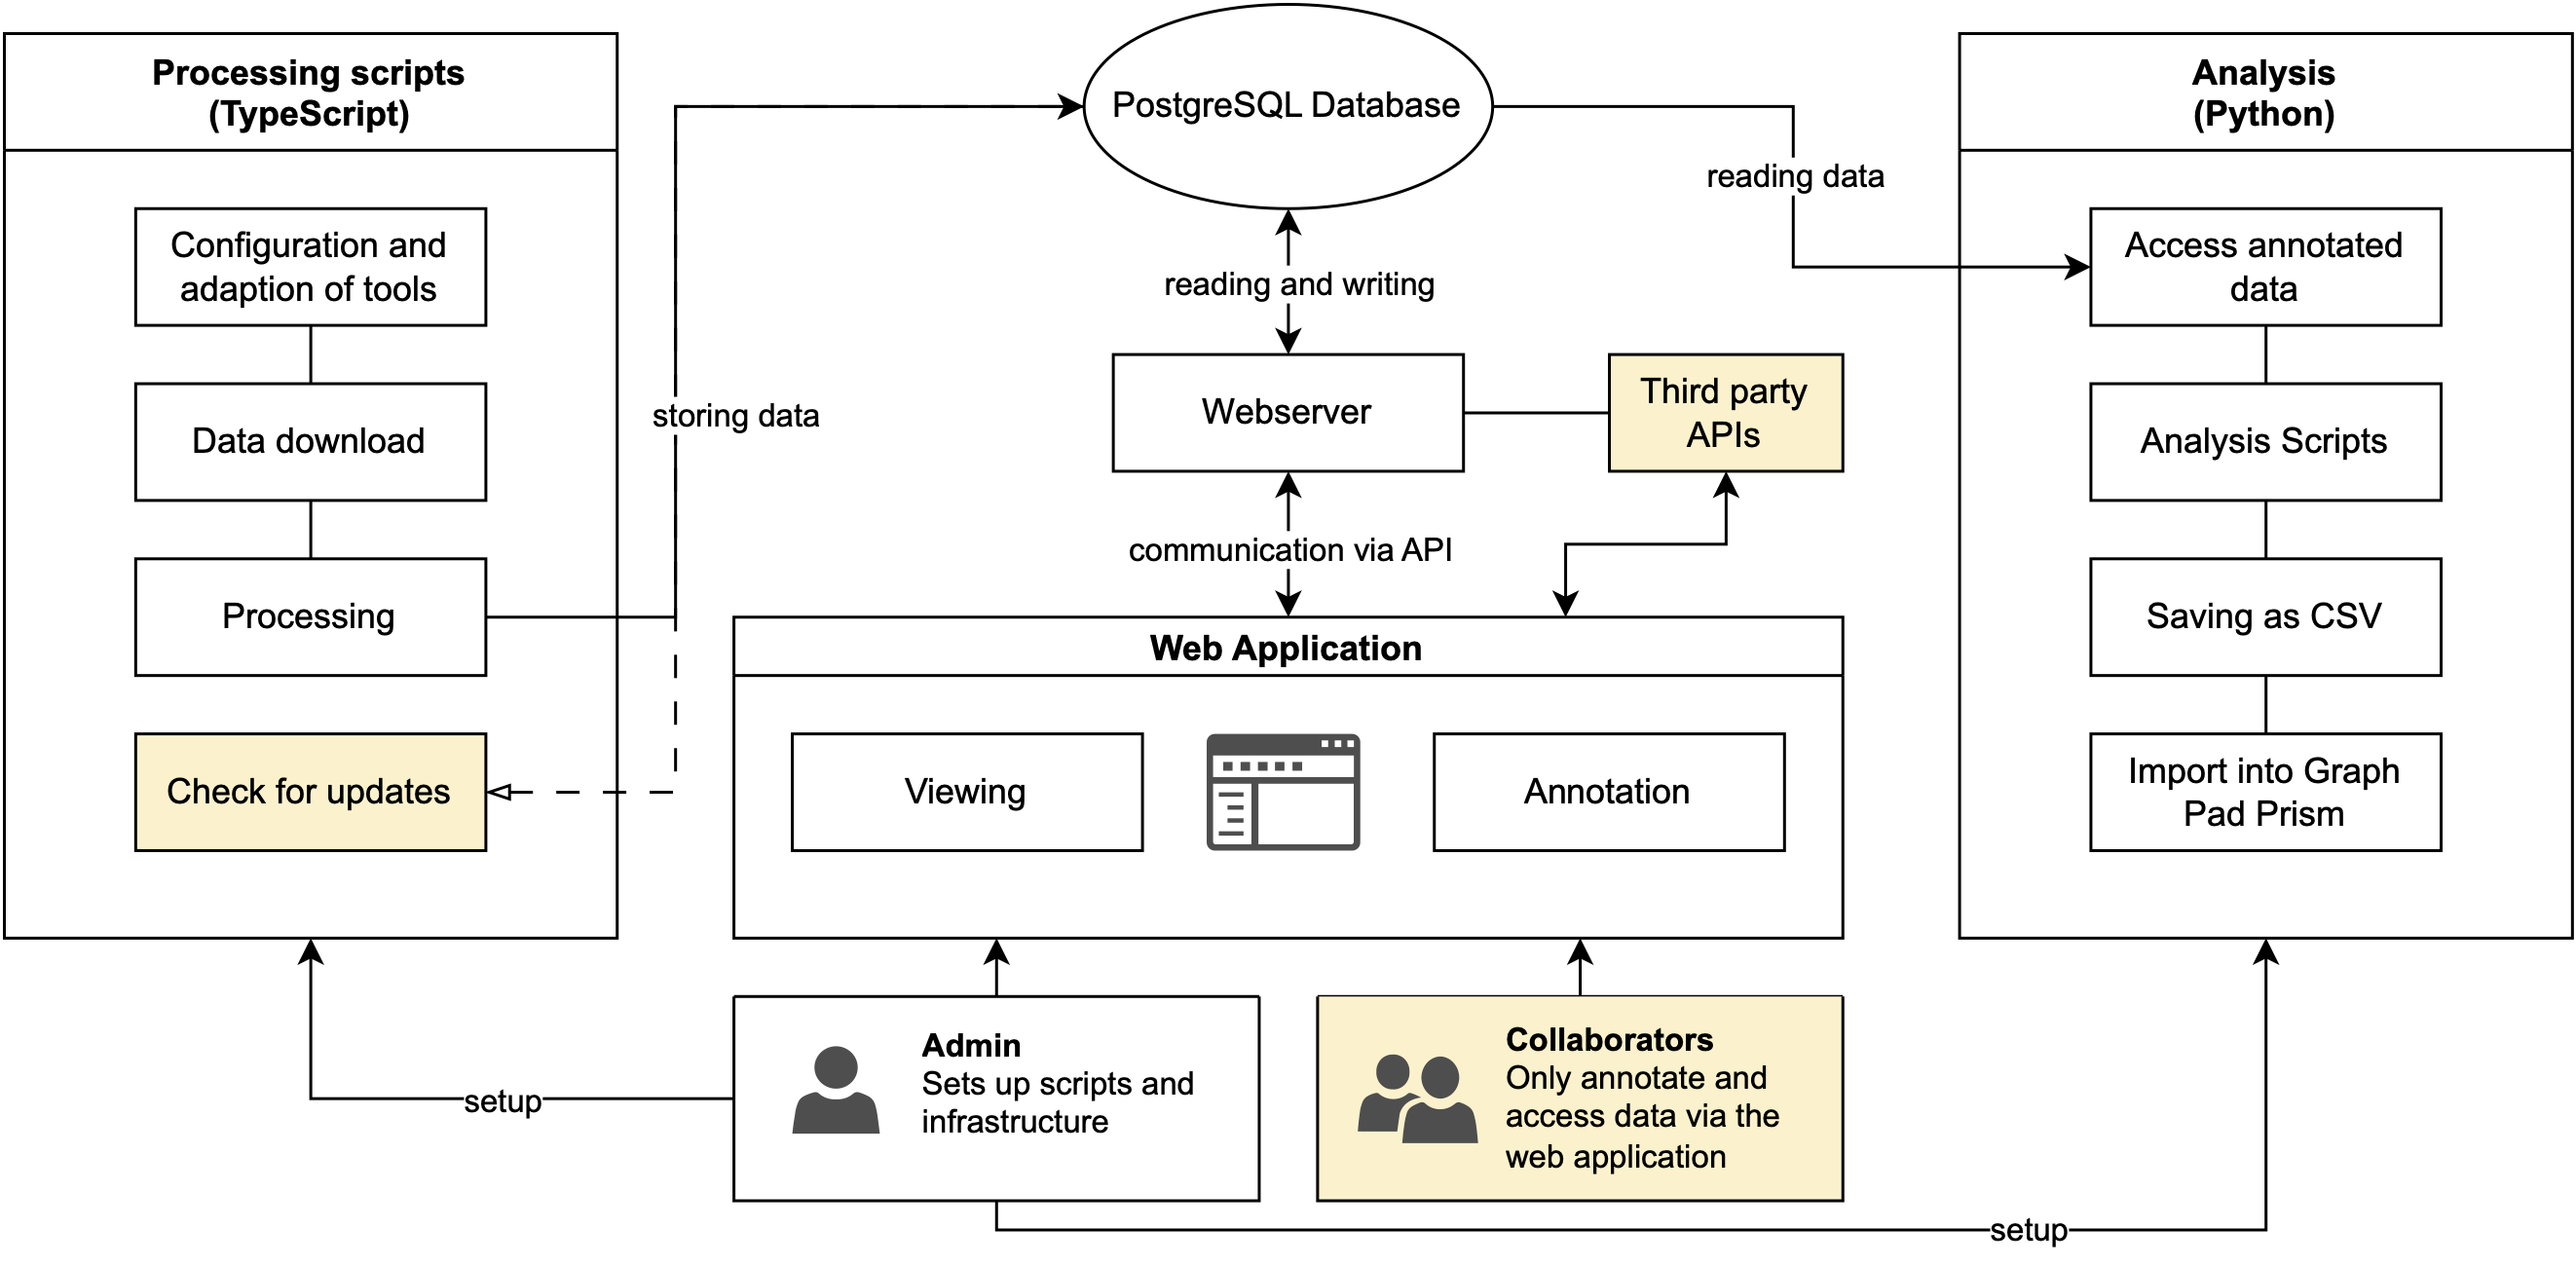 Processing scripts
(TypeScript)
Configuration and
adaption of tools
Data download
Processing
Check for updates
storing data
PostgreSQL Database
reading and writing
Webserver
Third party
APIs
communication via API
Web Application
Viewing
Annotation
reading data
Analysis
(Python)
Access annotated
data
Analysis Scripts
Saving as CSV
Import into Graph
Pad Prism
setup
Admin
Sets up scripts and
infrastructure
Collaborators
Only annotate and
access data via the
web application
setup